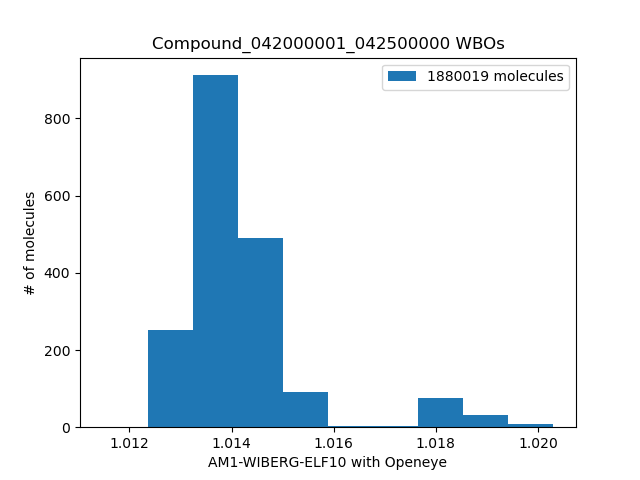 Compound_042000001_042500000 WBOs
1880019 molecules
# of molecules
800
600
400
200
0
1.012 1.014 1.016 1.018 1.020
AM1-WIBERG-ELF10 with Openeye